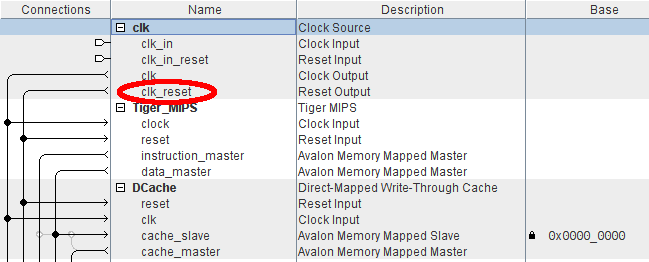 Connections Name Description Base
clk Clock Source
clk_in Clock Input
clk_in_reset Reset Input
clk Clock Output
clk_reset Reset Output
Tiger_MIPS Tiger MIPS
clock Clock Input
reset Reset Input
instruction_master Avalon Memory Mapped Master
data_master Avalon Memory Mapped Master
DCache Direct-Mapped Write-Through Cache
reset Reset Input
clk Clock Input
cache_slave Avalon Memory Mapped Slave 0x0000_0000
cache_master Avalon Memory Mapped Master